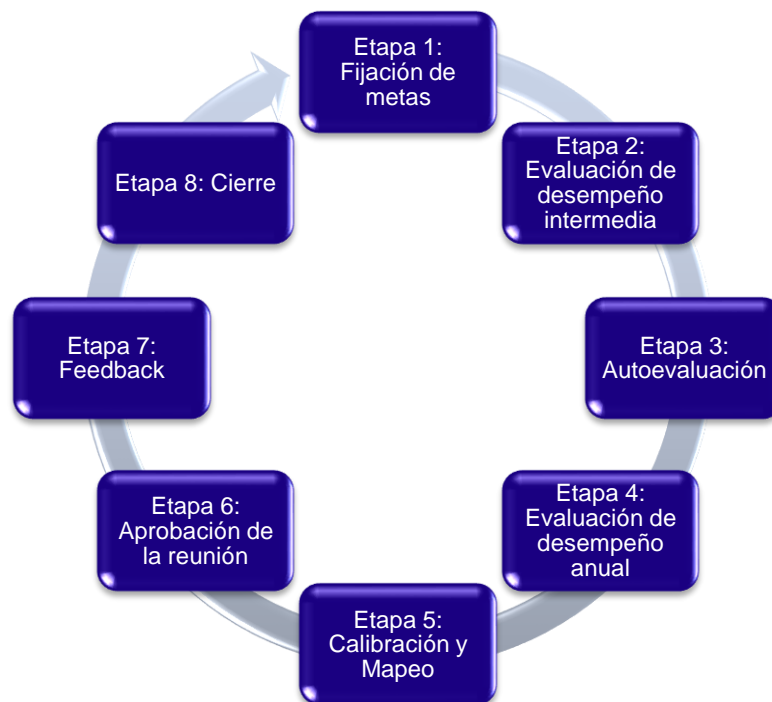 Etapa 1:
Fijación de
metas
Etapa 2:
Evaluación de
desempeño
intermedia
Etapa 3:
Autoevaluación
Etapa 4:
Evaluación de
desempeño
anual
Etapa 5:
Calibración y
Mapeo
Etapa 6:
Aprobación de
la reunión
Etapa 7:
Feedback
Etapa 8: Cierre